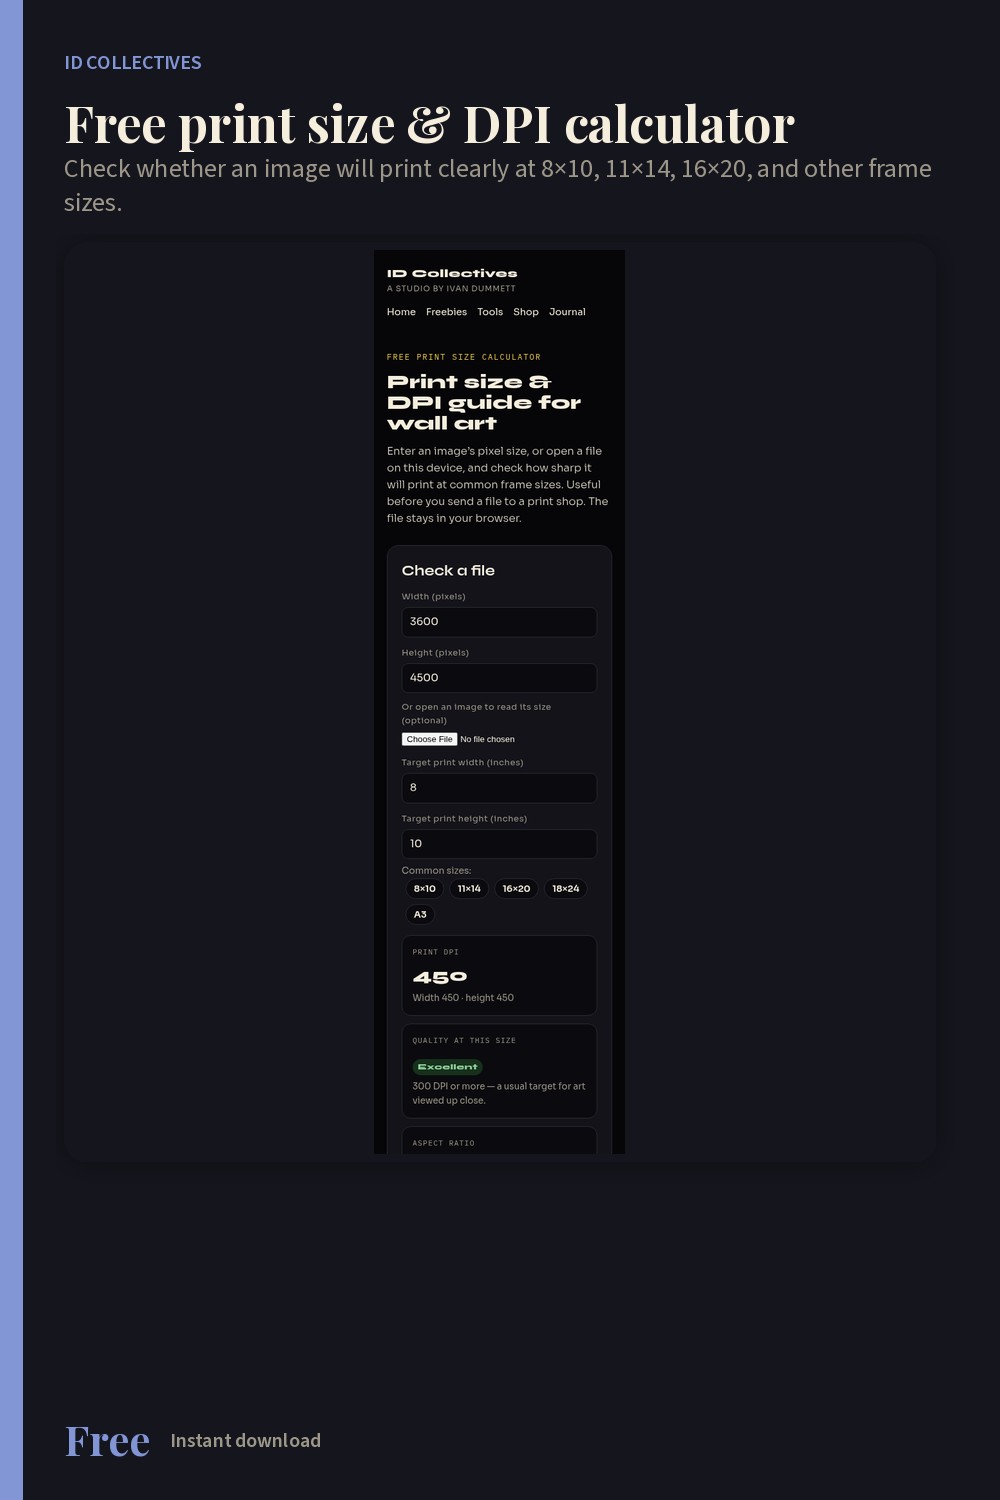 ID COLLECTIVES
Free print size & DPI calculator
Check whether an image will print clearly at 8×10, 11×14, 16×20, and other frame
sizes.
ID Collectives
A STUDIO BY IVAN DUMMETT
Home Freebies Tools Shop Journal
FREE PRINT SIZE CALCULATOR
Print size &
DPI guide for
wall art
Enter an image's pixel size, or open a file
on this device, and check how sharp it
will print at common frame sizes. Useful
before you send a file to a print shop. The
file stays in your browser.
Check a file
Width (pixels)
3600
Height (pixels)
4500
Or open an image to read its size
(optional)
Choose File No file chosen
Target print width (inches)
8
Target print height (inches)
10
Common sizes:
8×10 11×14 16×20 18×24
A3
PRINT DPI
450
Width 450 · height 450
QUALITY AT THIS SIZE
Excellent
300 DPI or more — a usual target for art
viewed up close.
ASPECT RATIO
Free Instant download